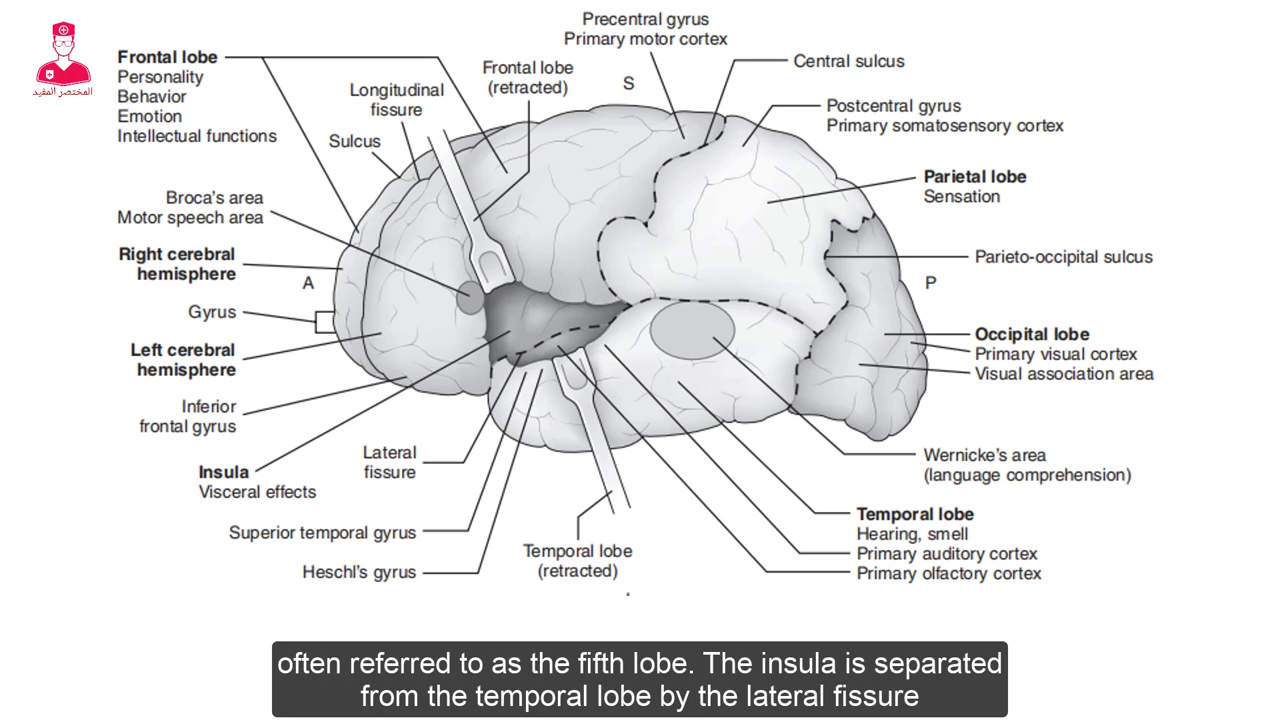 المختصر المفيد
Precentral gyrus
Primary motor cortex
Frontal lobe
Personality
Behavior
Emotion
Intellectual functions
Longitudinal
fissure
Frontal lobe
(retracted)
S
Central sulcus
Postcentral gyrus
Primary somatosensory cortex
Sulcus
Parietal lobe
Sensation
Broca's area
Motor speech area
Right cerebral
hemisphere
A
Parieto-occipital sulcus
P
Gyrus
Left cerebral
hemisphere
Occipital lobe
Primary visual cortex
Visual association area
Inferior
frontal gyrus
Lateral
fissure
Insula
Visceral effects
Wernicke's area
(language comprehension)
Superior temporal gyrus
Heschl's gyrus
Temporal lobe
(retracted)
Temporal lobe
Hearing, smell
Primary auditory cortex
Primary olfactory cortex
often referred to as the fifth lobe. The insula is separated
from the temporal lobe by the lateral fissure